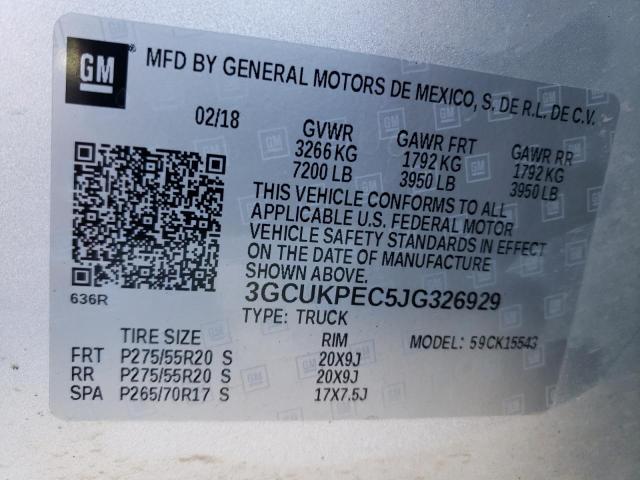 GM
MFD BY GENERAL MOTORS DE MEXICO, S. DE R.L. DE C.V.
02/18 GVWR GAWR FRT GAWR RR
3266 KG 1792 KG 1792 KG
7200 LB 3950 LB 3950 LB
THIS VEHICLE CONFORMS TO ALL
APPLICABLE U.S. FEDERAL MOTOR
VEHICLE SAFETY STANDARDS IN EFFECT
ON THE DATE OF MANUFACTURE
SHOWN ABOVE.
636R
3GCUKPEC5JG326929
TYPE: TRUCK
TIRE SIZE RIM MODEL: 59CK15543
FRT P275/55R20 S 20X9J
RR P275/55R20 S 20X9J
SPA P265/70R17 S 17X7.5J